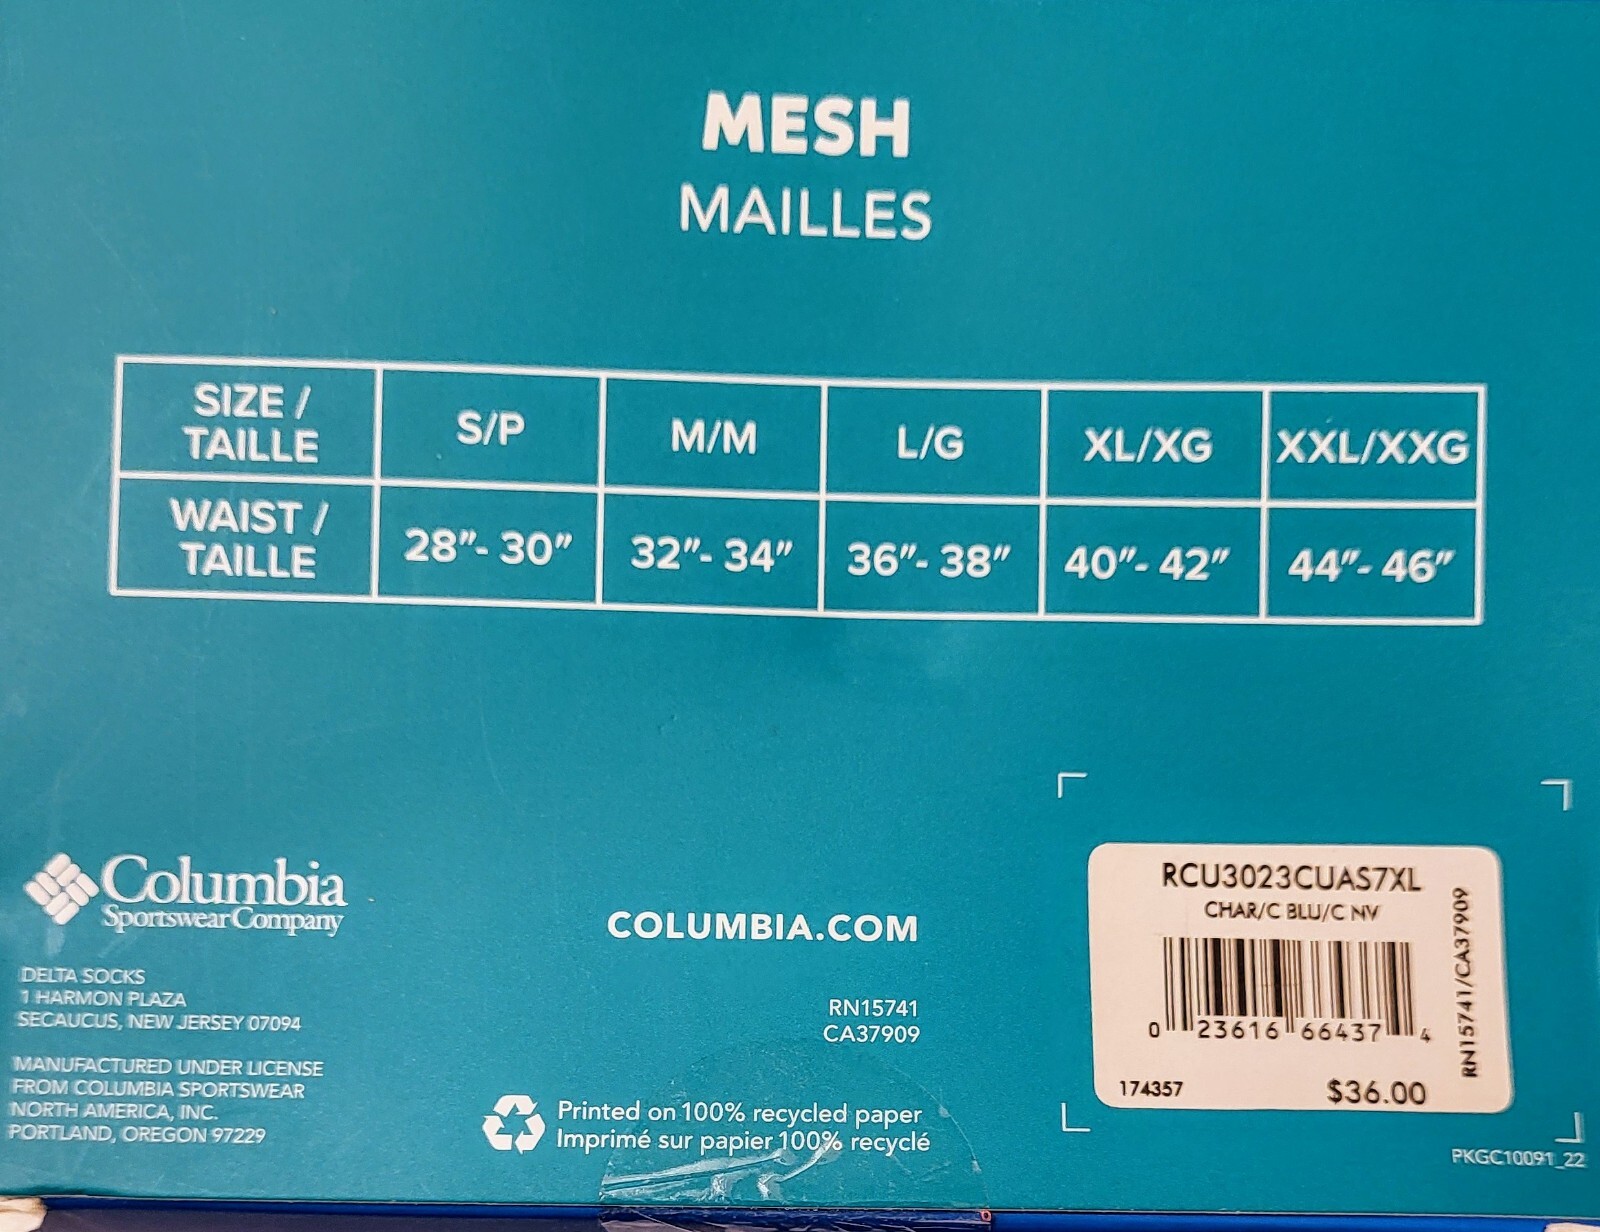 MESH
MAILLES
SIZE / TAILLE S/P M/M L/G XL/XG XXL/XXG
WAIST / TAILLE 28”- 30” 32”- 34” 36”- 38” 40”- 42” 44”- 46”
Columbia
Sportswear Company
DELTA SOCKS
1 HARMON PLAZA
SECAUCUS, NEW JERSEY 07094
MANUFACTURED UNDER LICENSE
FROM COLUMBIA SPORTSWEAR
NORTH AMERICA, INC.
PORTLAND, OREGON 97229
COLUMBIA.COM
RN15741
CA37909
Printed on 100% recycled paper
Imprimé sur papier 100% recyclé
RCU3023CUAS7XL
CHAR/C BLU/C NV
0 23616 66437 4
174357 $36.00
RN15741/CA37909
PKGC10091_22